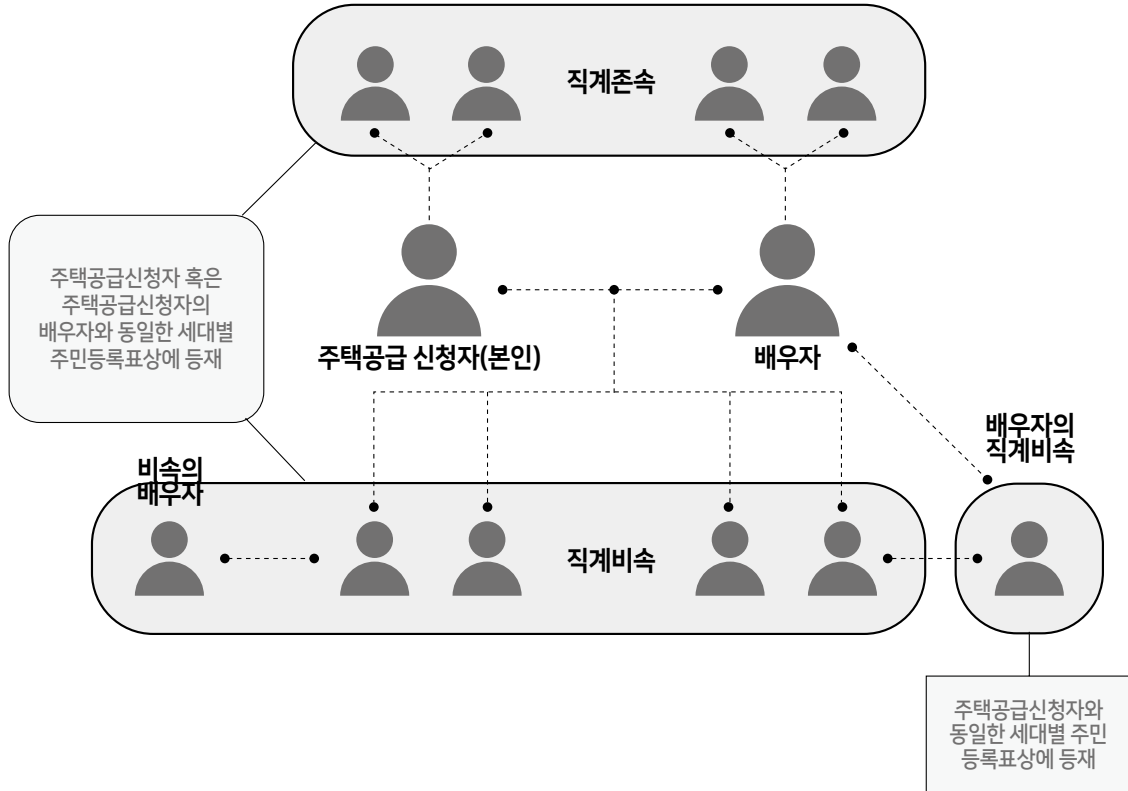 직계존속
주택공급신청자 혹은
주택공급신청자의
배우자와 동일한 세대별
주민등록표상에 등재
주택공급 신청자(본인)
배우자
배우자의
직계비속
비속의
배우자
직계비속
주택공급신청자와
동일한 세대별 주민
등록표상에 등재